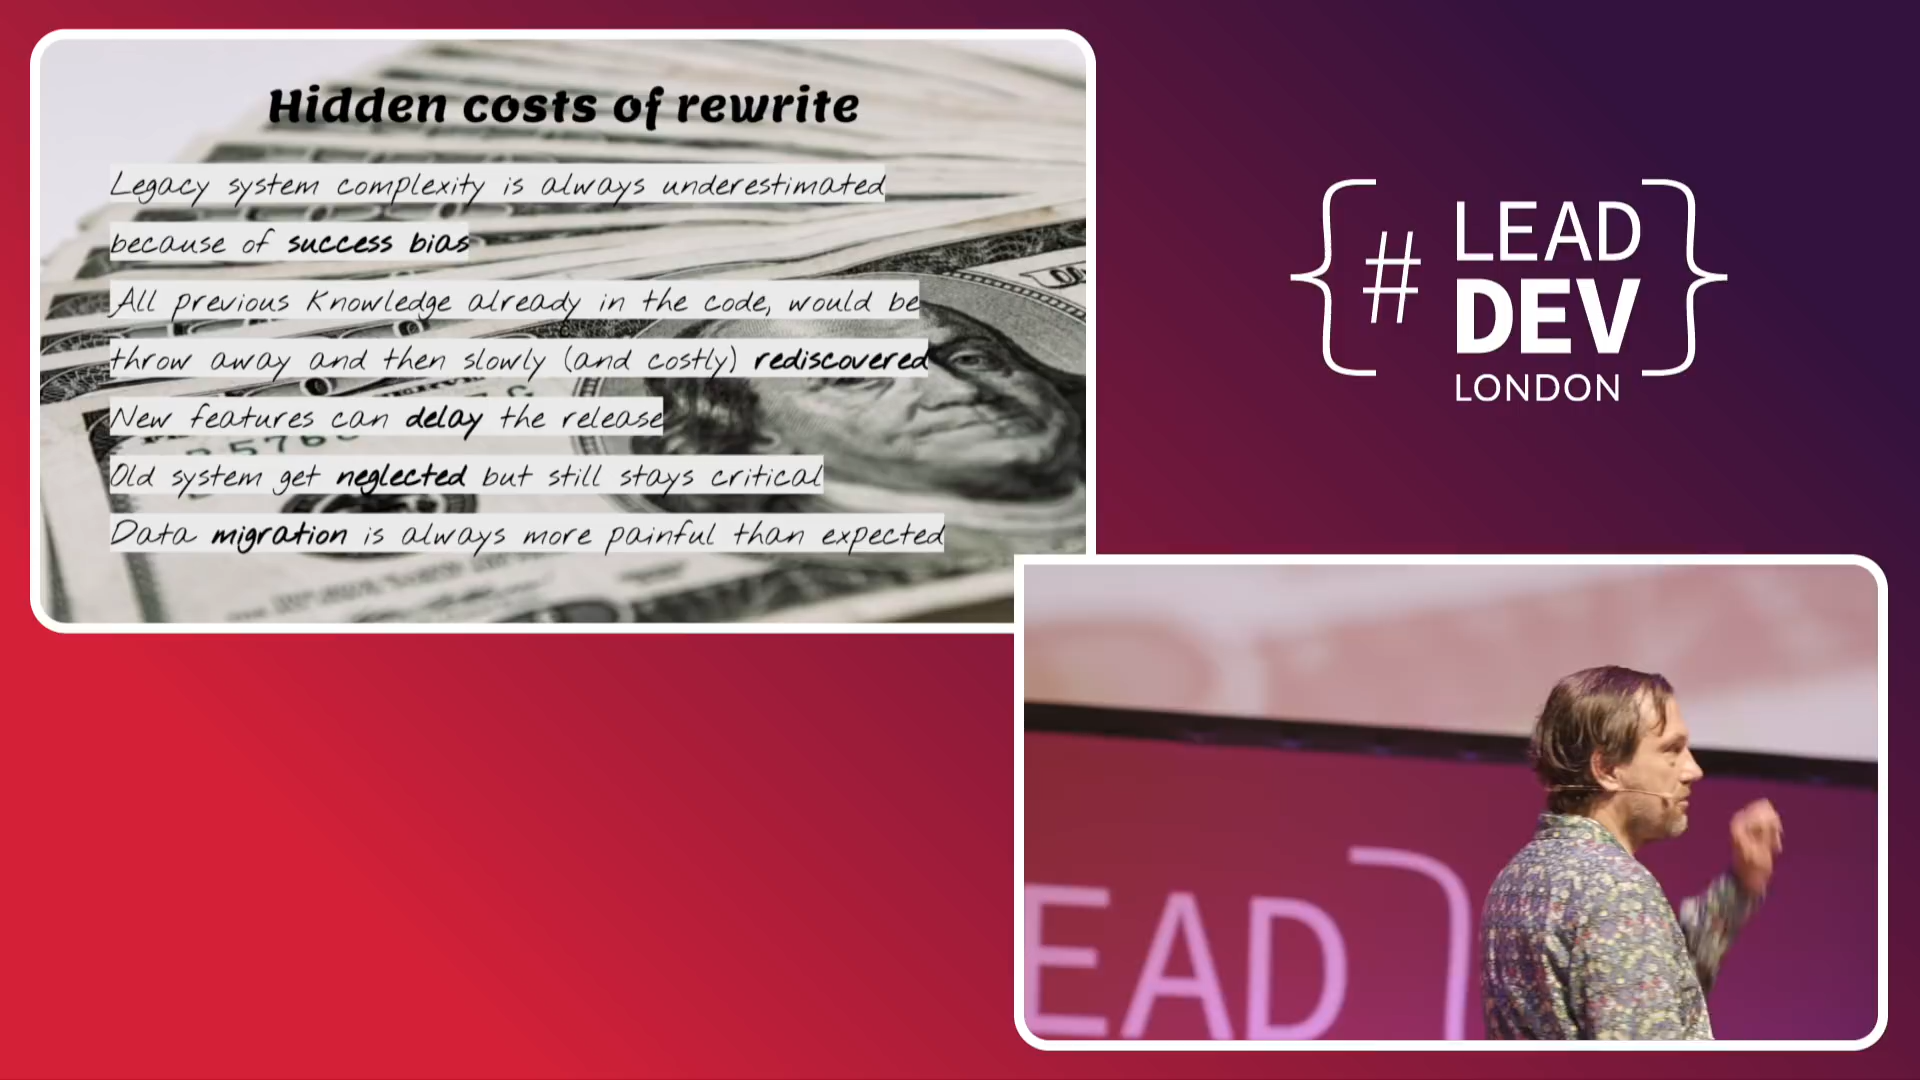 Hidden costs of rewrite
Legacy system complexity is always underestimated
because of success bias
All previous knowledge already in the code, would be
throw away and then slowly (and costly) rediscovered
New features can delay the release
Old system get neglected but still stays critical
Data migration is always more painful than expected
{# LEAD
DEV}
LONDON
EAD